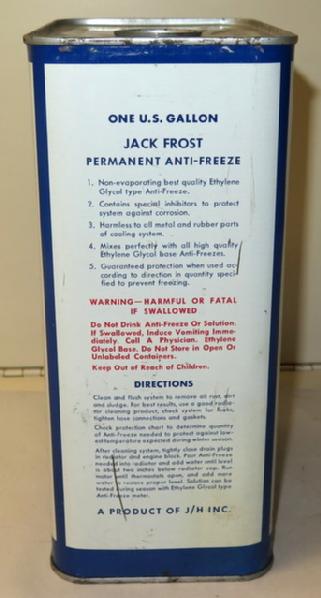 ONE U.S. GALLON
JACK FROST
PERMANENT ANTI-FREEZE
1. Non-evaporating best quality Ethylene
Glycol type Anti-Freeze.
2. Contains special inhibitors to protect
system against corrosion.
3. Harmless to all metal and rubber parts
of cooling system.
4. Mixes perfectly with all high quality
Ethylene Glycol base Anti-Freezes.
5. Guaranteed protection when used ac-
cording to direction in quantity speci-
fied to prevent freezing.
WARNING—HARMFUL OR FATAL
IF SWALLOWED
Do Not Drink Anti-Freeze Or Solution.
If Swallowed, Induce Vomiting Imme-
diately. Call A Physician. Ethylene
Glycol Base. Do Not Store in Open Or
Unlabeled Containers.
Keep Out of Reach of Children.
DIRECTIONS
Clean and flush system to remove all rust, dirt
and sludge. For best results, use a good radia-
tor cleaning product, check system for leaks,
tighten hose connections and gaskets.
Check protection chart to determine quantity
of Anti-Freeze needed to protect against low-
est temperature expected during winter season.
After cleaning system, tightly close drain plugs
in radiator and engine block. Pour Anti-Freeze
needed into radiator and add water until level
is about two inches below radiator cap. Run
motor until thermostat open, and add more
water to restore proper level. Solution can be
tested during season with Ethylene Glycol type
Anti-Freeze meter.
A PRODUCT OF J/H INC.